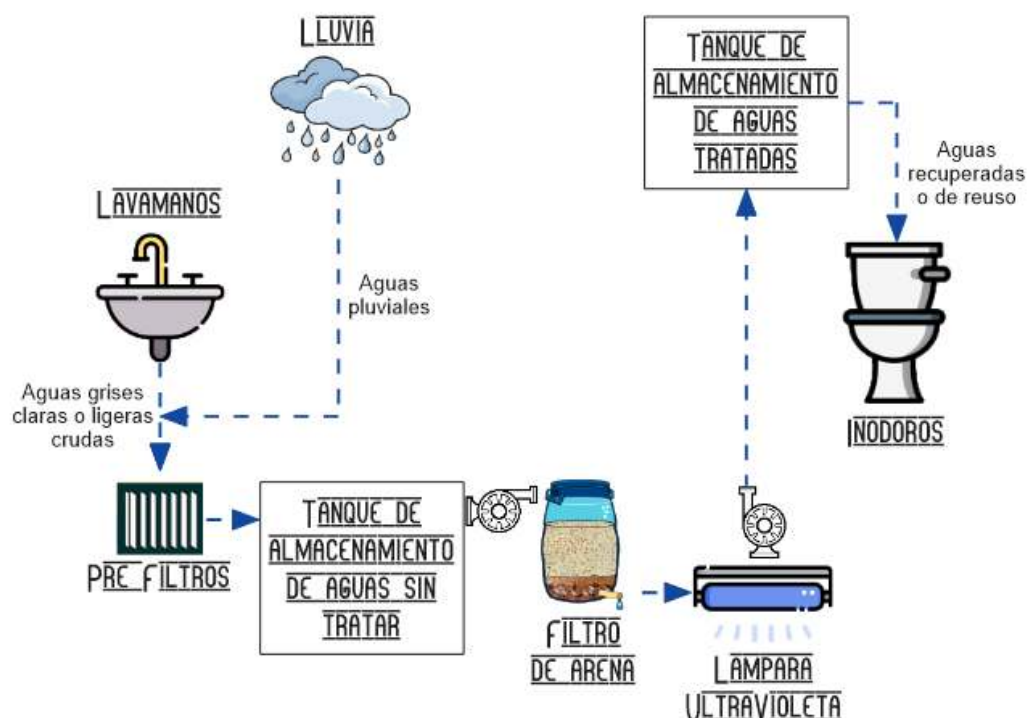 LLUVIA
TANQUE DE
ALMACENAMIENTO
DE AGUAS
TRATADAS
Aguas
recuperadas
o de reuso
LAVAMANOS
Aguas
pluviales
Aguas grises
claras o ligeras
crudas
INODOROS
PRE FILTROS
TANQUE DE
ALMACENAMIENTO
DE AGUAS SIN
TRATAR
FILTRO
DE ARENA
LAMPARA
ULTRAVIOLETA